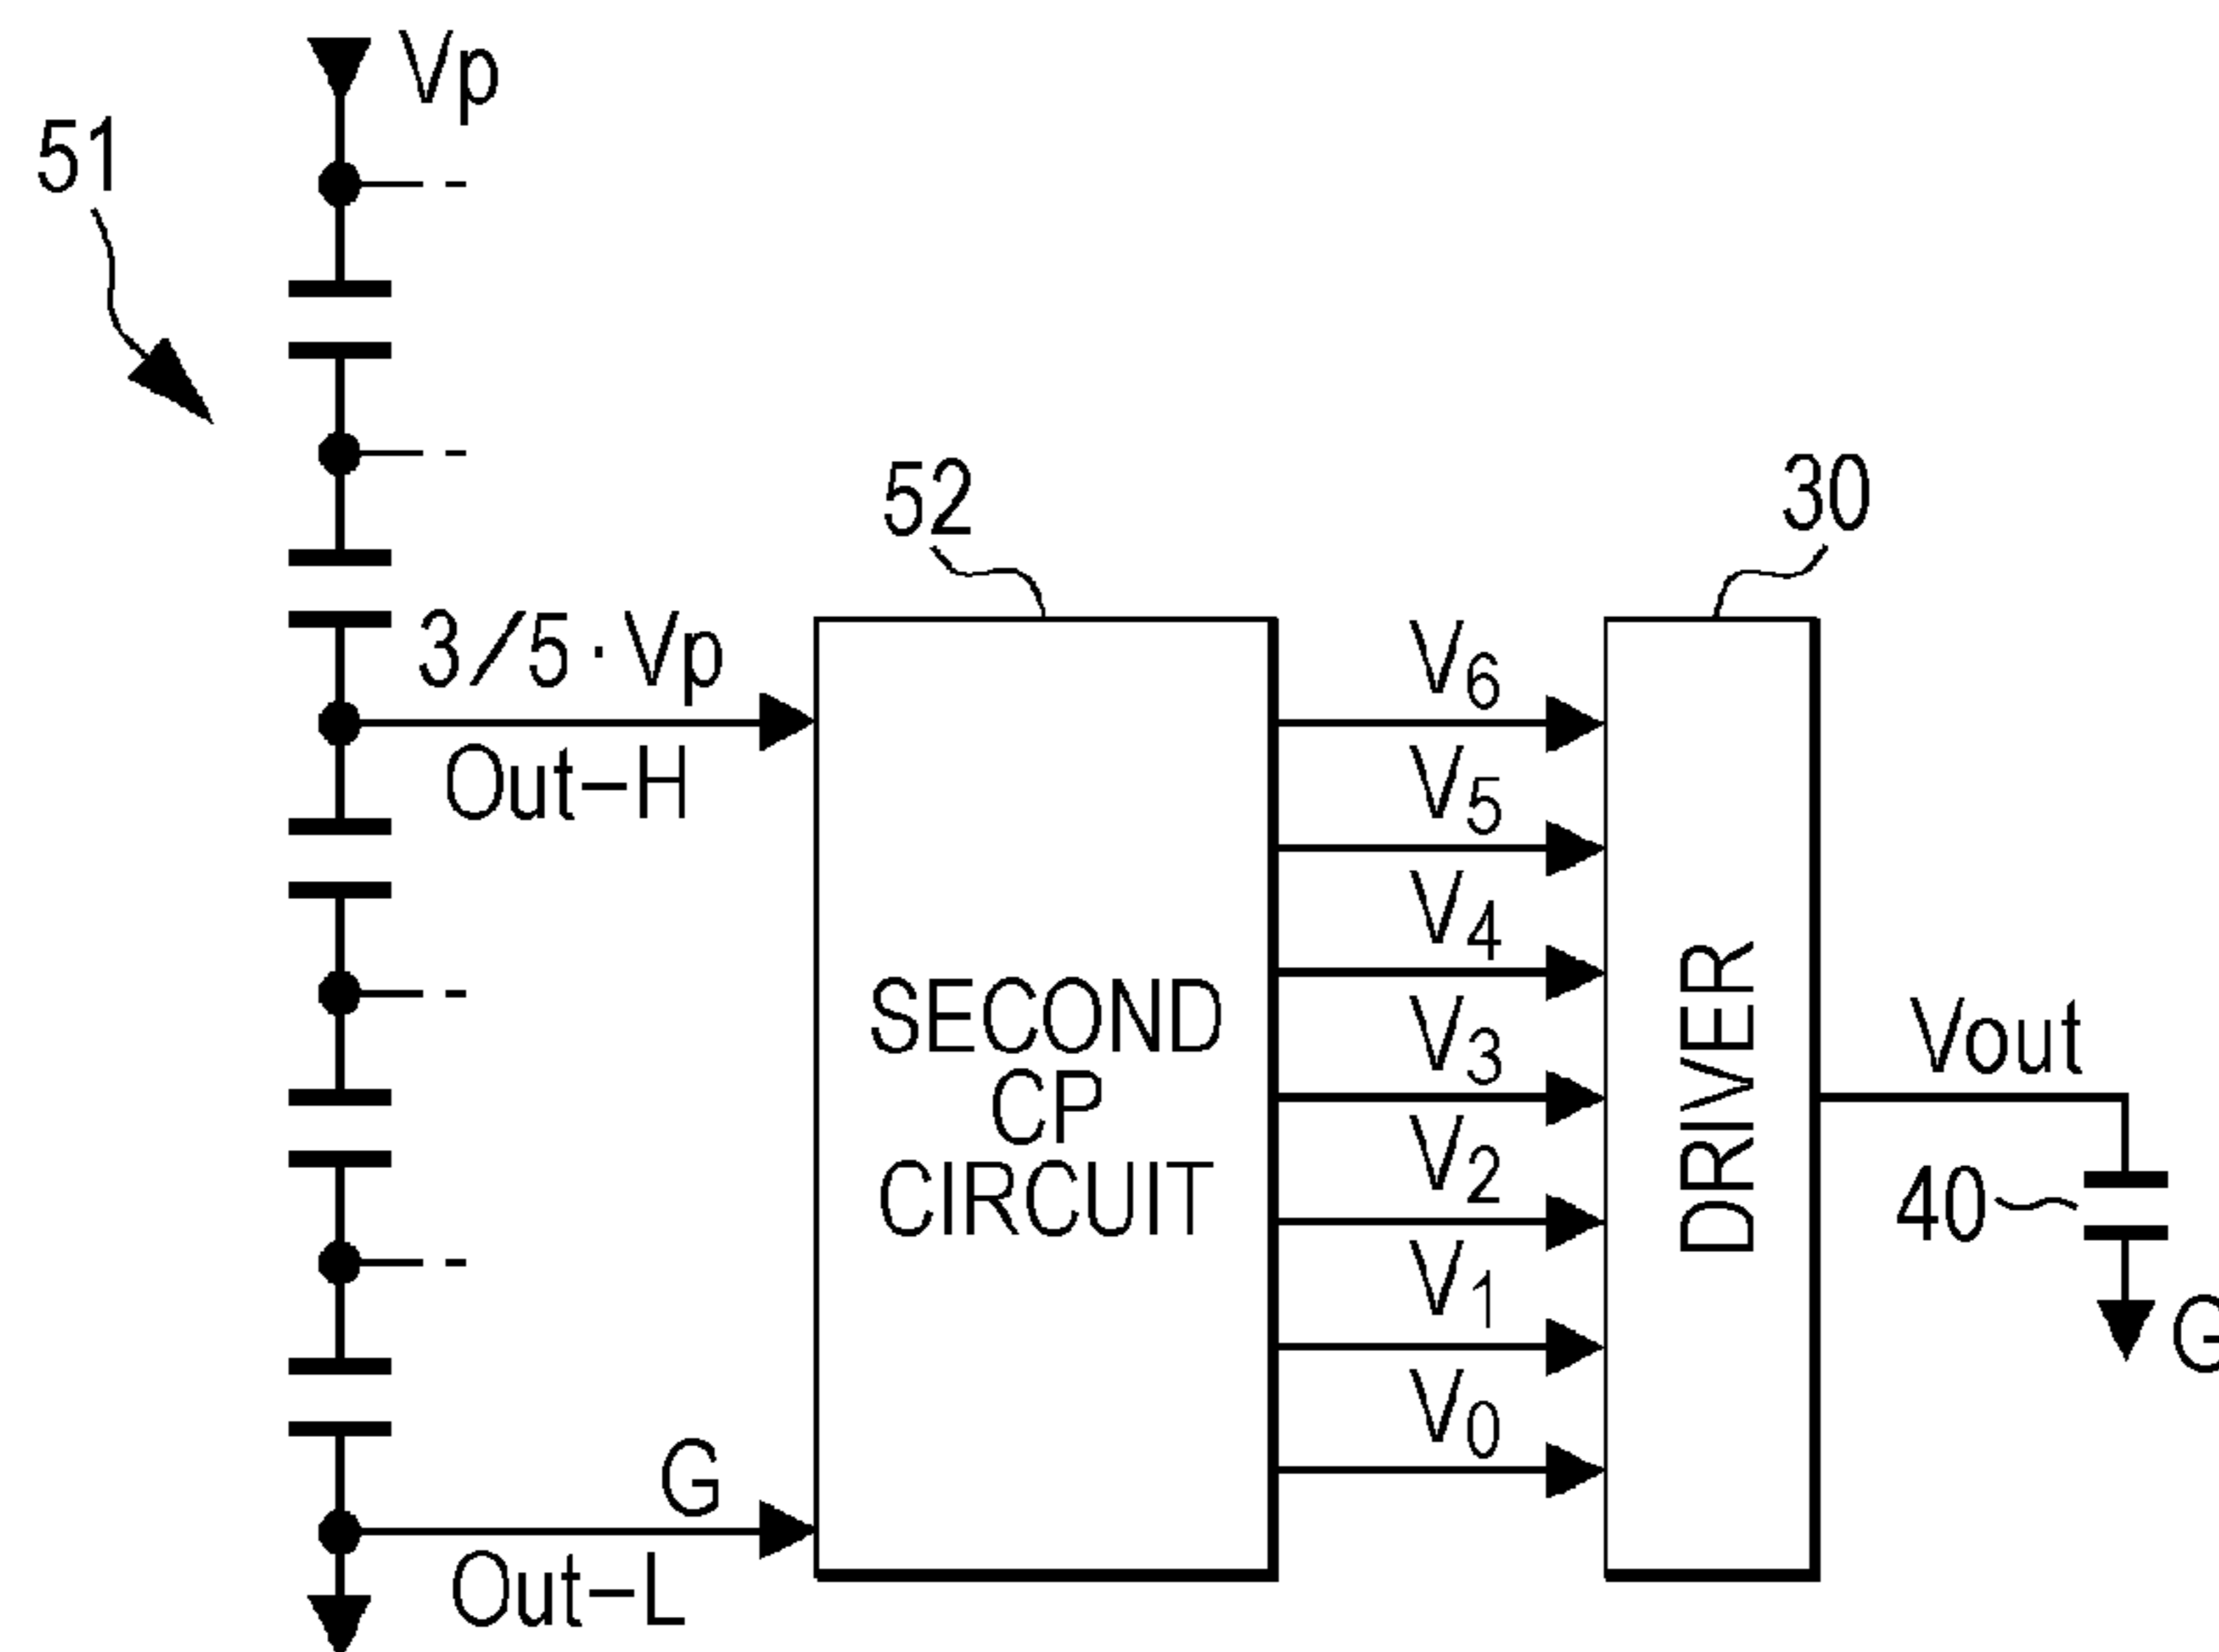 Vp
51
52
30
3/5·Vp
Out-H
V6
V5
V4
V3
V2
V1
V0
SECOND
CP
CIRCUIT
DRIVER
Vout
40
G
G
Out-L